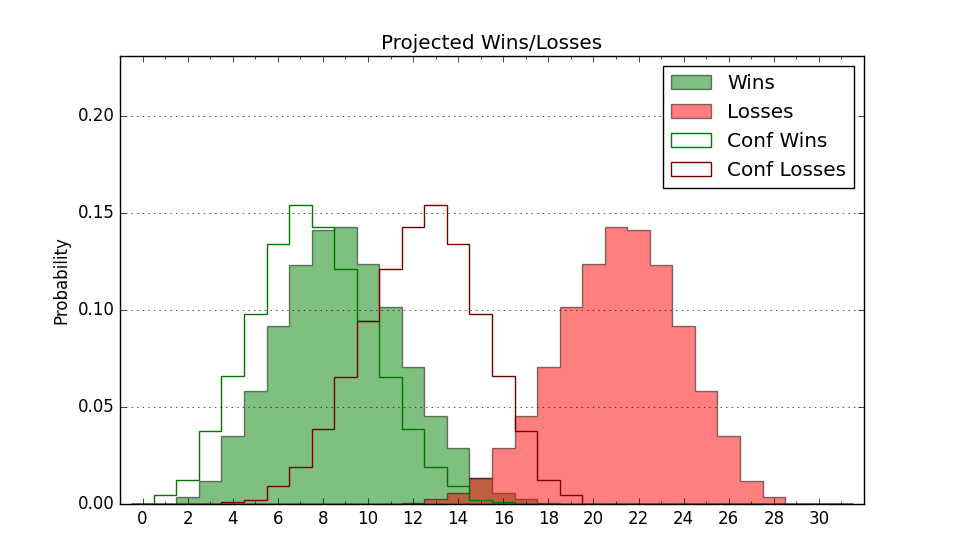 Projected Wins/Losses
Wins
Losses
Conf Wins
Conf Losses
Probability
0.20
0.15
0.10
0.05
0.00
0 2 4 6 8 10 12 14 16 18 20 22 24 26 28 30